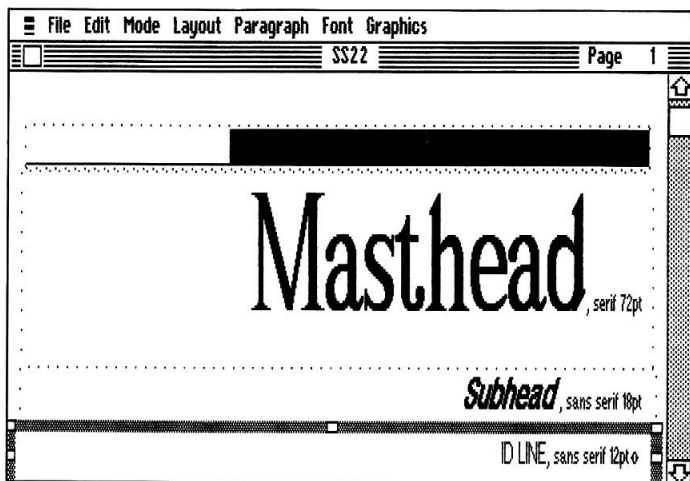 File Edit Mode Layout Paragraph Font Graphics
SS22 Page 1
Masthead, serif 72pt
Subhead, sans serif 18pt
ID LINE, sans serif 12pt